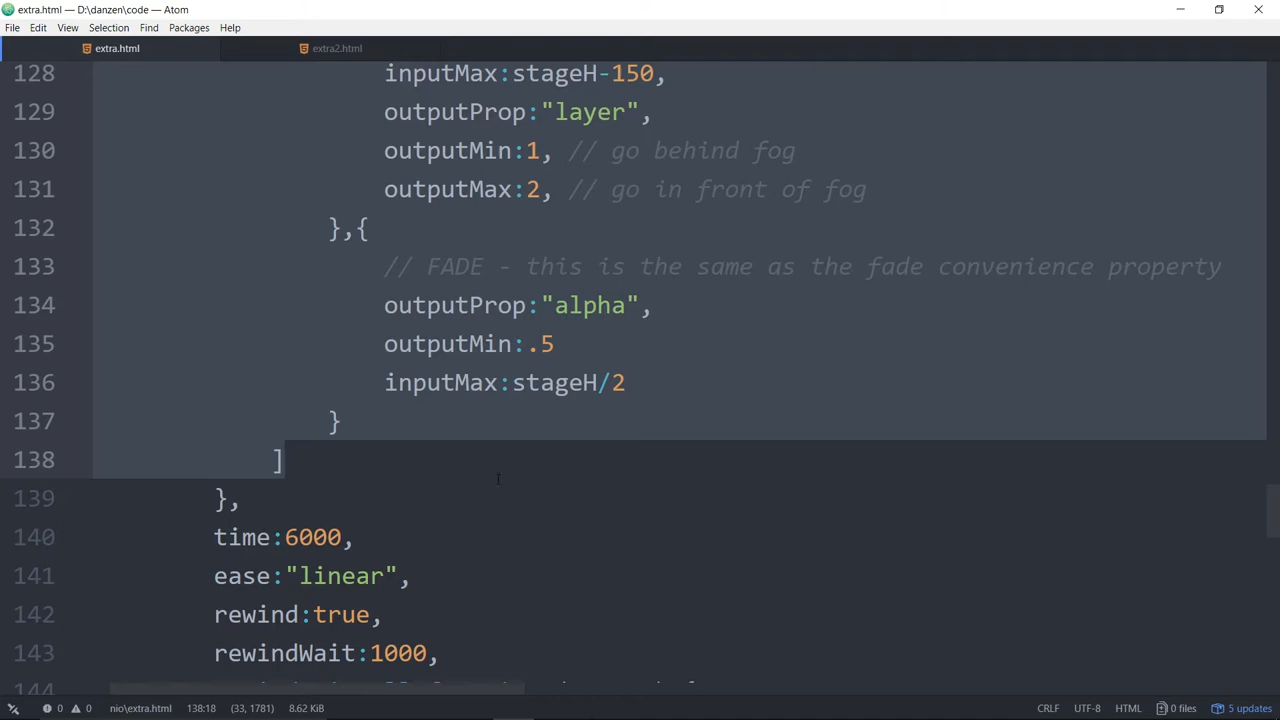 extra.html — D:\danzen\code — Atom
File Edit View Selection Find Packages Help
extra.html extra2.html
128 inputMax:stageH-150,
129 outputProp:"layer",
130 outputMin:1, // go behind fog
131 outputMax:2, // go in front of fog
132 },{
133 // FADE - this is the same as the fade convenience property
134 outputProp:"alpha",
135 outputMin:.5
136 inputMax:stageH/2
137 }
138 ]
139 },
140 time:6000,
141 ease:"linear",
142 rewind:true,
143 rewindWait:1000,
144
0 0 nio\extra.html 138:18 (33, 1781) 8.62 KiB CRLF UTF-8 HTML 0 files 5 updates